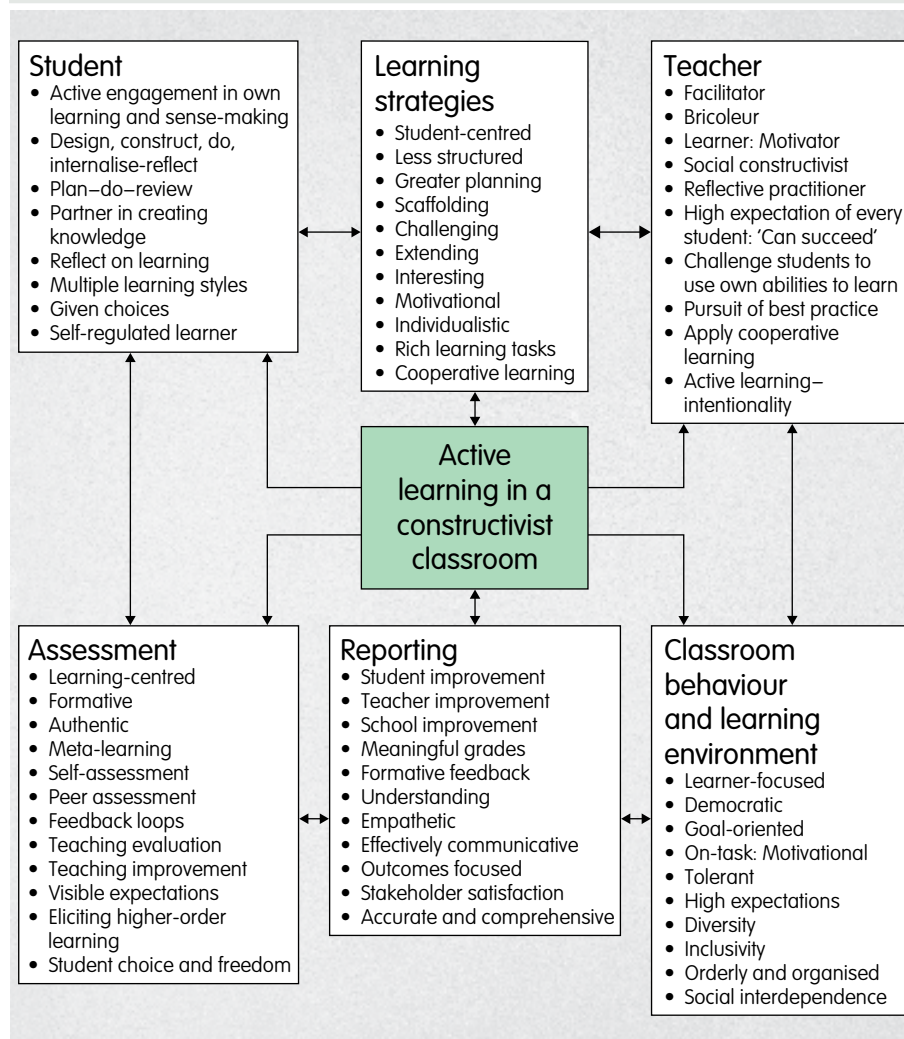 Student
• Active engagement in own
learning and sense-making
• Design, construct, do,
internalise-reflect
• Plan–do–review
• Partner in creating
knowledge
• Reflect on learning
• Multiple learning styles
• Given choices
• Self-regulated learner
Learning
strategies
• Student-centred
• Less structured
• Greater planning
• Scaffolding
• Challenging
• Extending
• Interesting
• Motivational
• Individualistic
• Rich learning tasks
• Cooperative learning
Teacher
• Facilitator
• Bricoleur
• Learner: Motivator
• Social constructivist
• Reflective practitioner
• High expectation of every
student: ‘Can succeed’
• Challenge students to
use own abilities to learn
• Pursuit of best practice
• Apply cooperative
learning
• Active learning–
intentionality
Active
learning in a
constructivist
classroom
Assessment
• Learning-centred
• Formative
• Authentic
• Meta-learning
• Self-assessment
• Peer assessment
• Feedback loops
• Teaching evaluation
• Teaching improvement
• Visible expectations
• Eliciting higher-order
learning
• Student choice and freedom
Reporting
• Student improvement
• Teacher improvement
• School improvement
• Meaningful grades
• Formative feedback
• Understanding
• Empathetic
• Effectively communicative
• Outcomes focused
• Stakeholder satisfaction
• Accurate and comprehensive
Classroom
behaviour
and learning
environment
• Learner-focused
• Democratic
• Goal-oriented
• On-task: Motivational
• Tolerant
• High expectations
• Diversity
• Inclusivity
• Orderly and organised
• Social interdependence